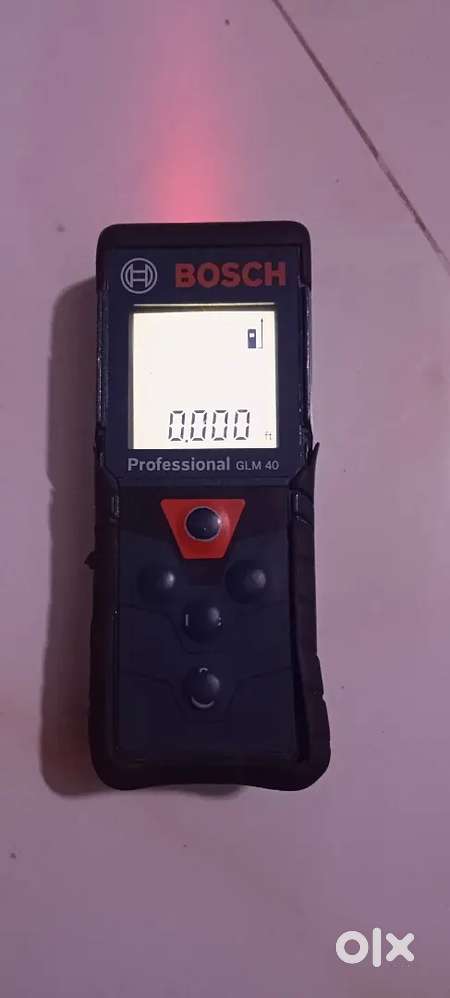 BOSCH
0.000 ft
Professional GLM 40
olx